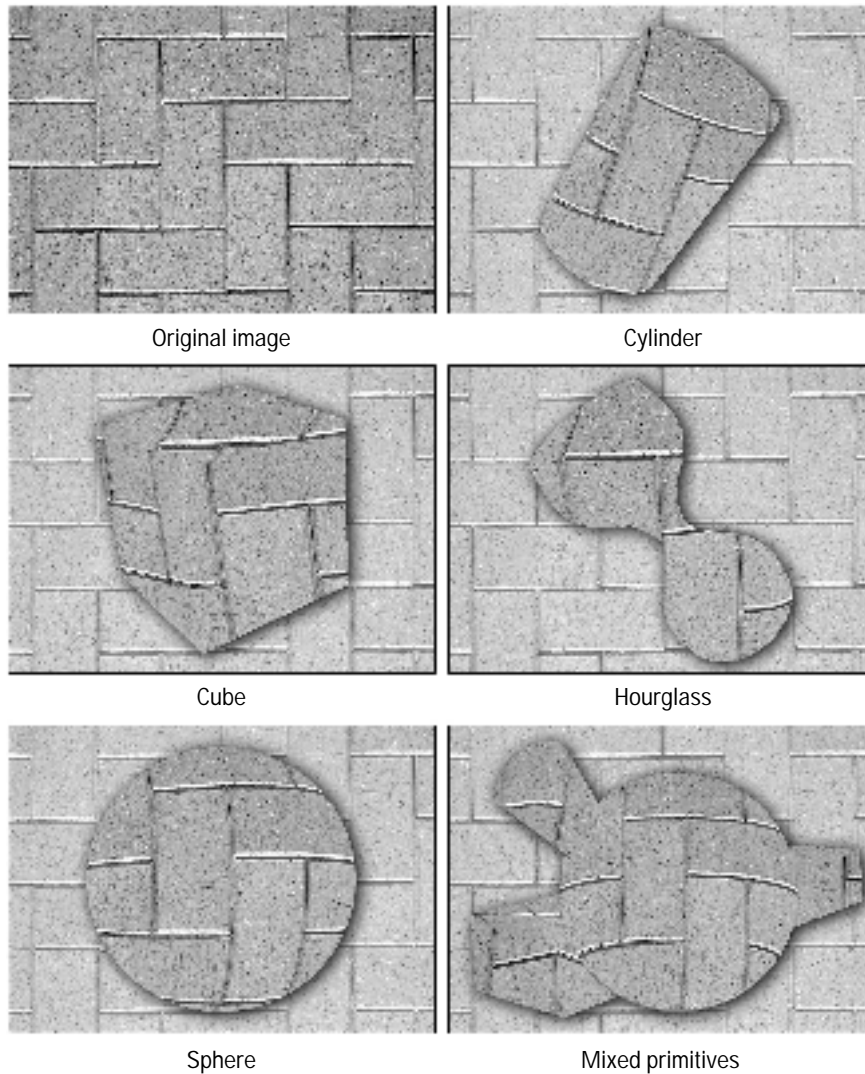 Original image
Cylinder
Cube
Hourglass
Sphere
Mixed primitives